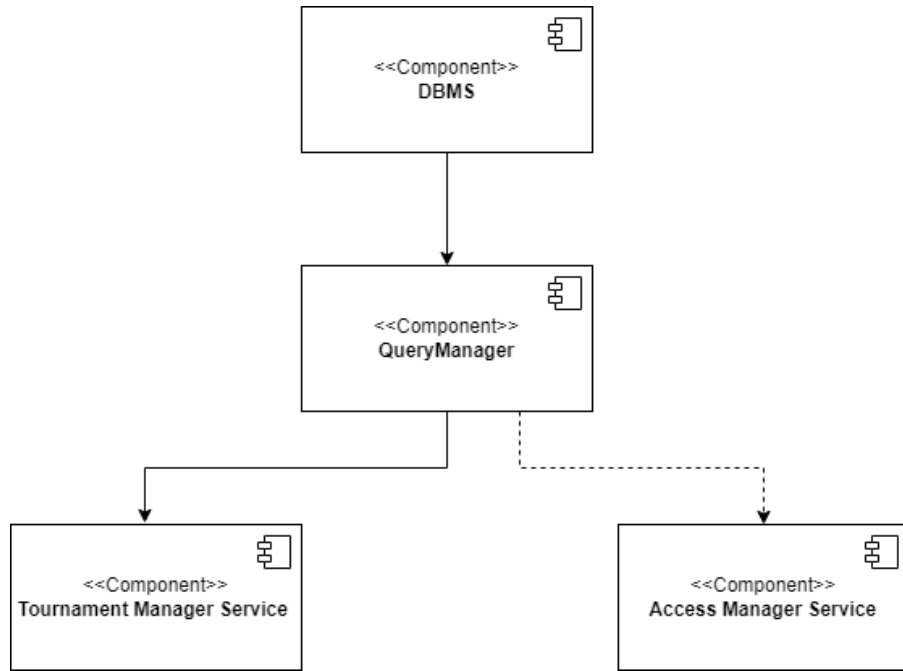 <<Component>>
DBMS
<<Component>>
QueryManager
<<Component>>
Tournament Manager Service
<<Component>>
Access Manager Service